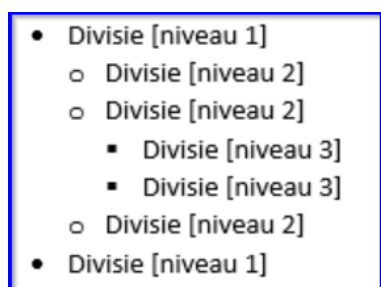 • Divisie [niveau 1]
o Divisie [niveau 2]
o Divisie [niveau 2]
▪ Divisie [niveau 3]
▪ Divisie [niveau 3]
o Divisie [niveau 2]
• Divisie [niveau 1]